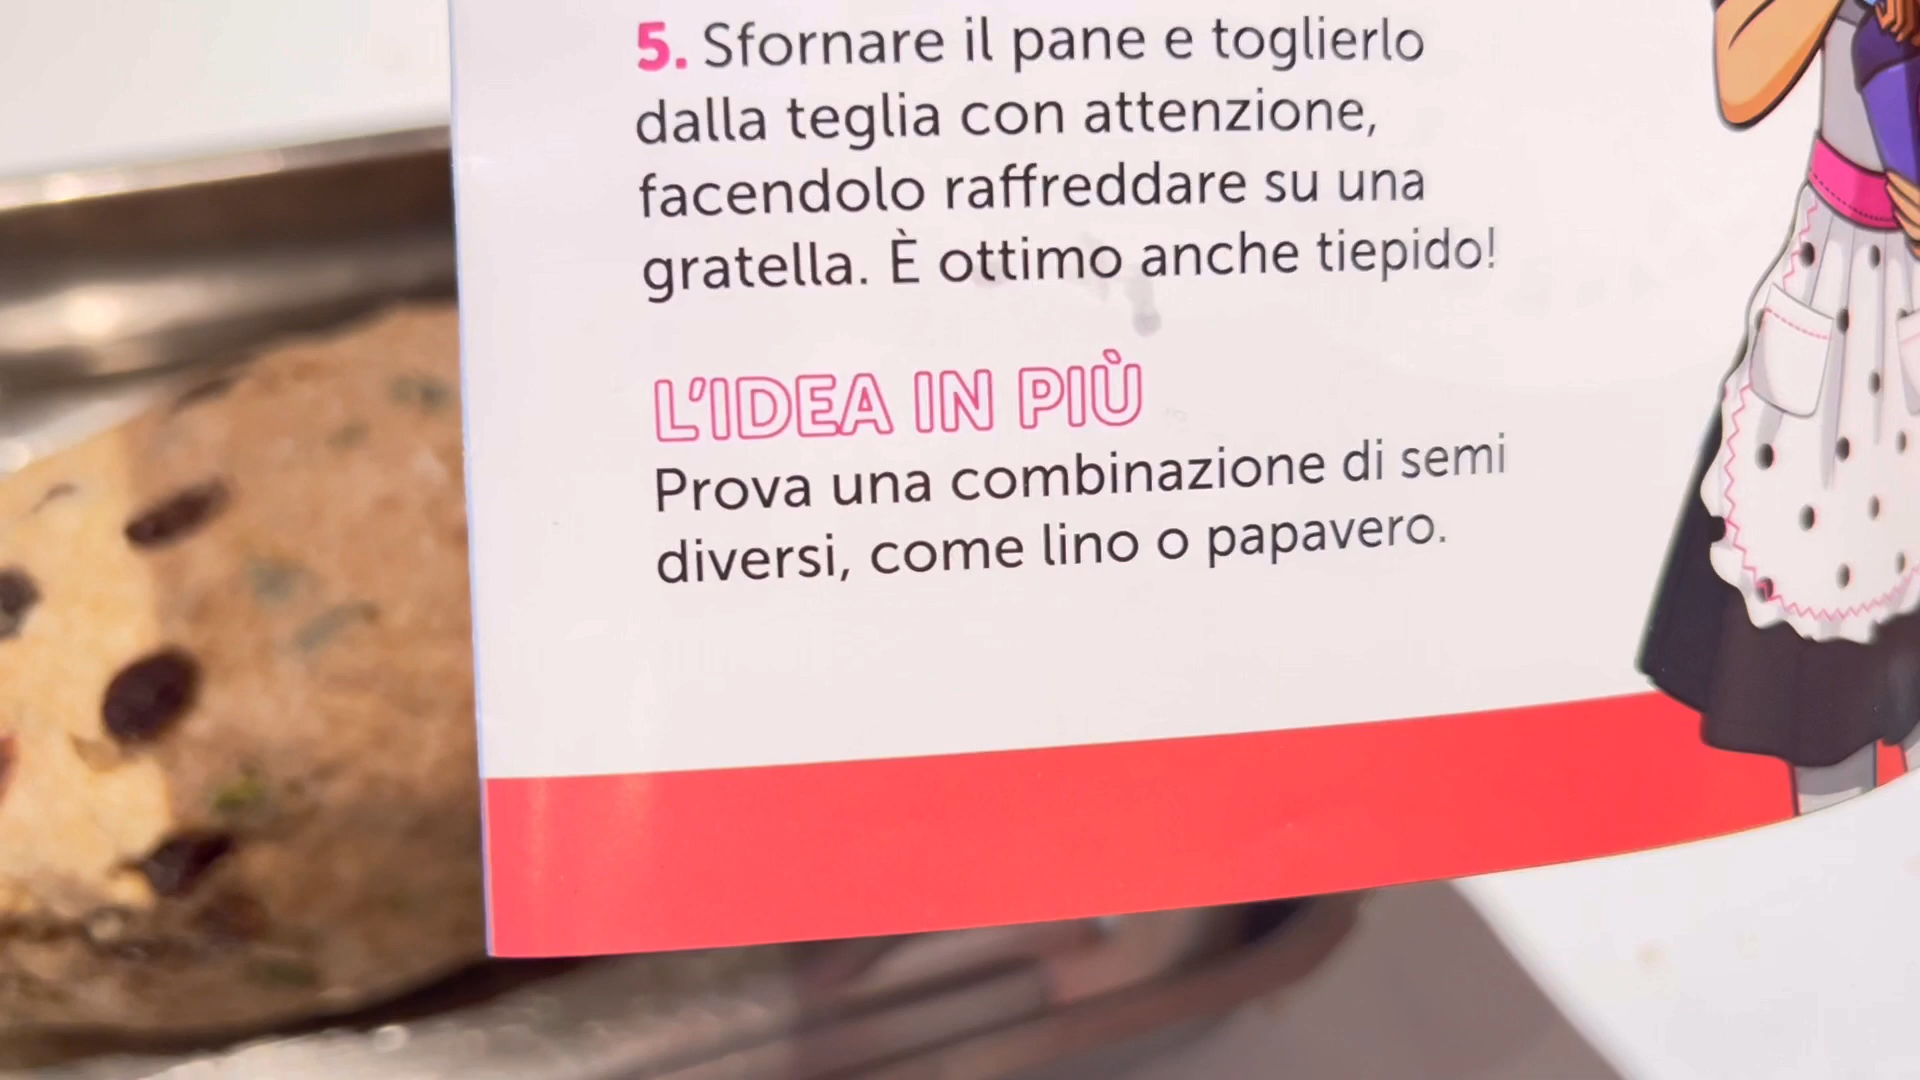 5. Sfornare il pane e toglierlo
dalla teglia con attenzione,
facendolo raffreddare su una
gratella. È ottimo anche tiepido!
L'IDEA IN PIÙ
Prova una combinazione di semi
diversi, come lino o papavero.